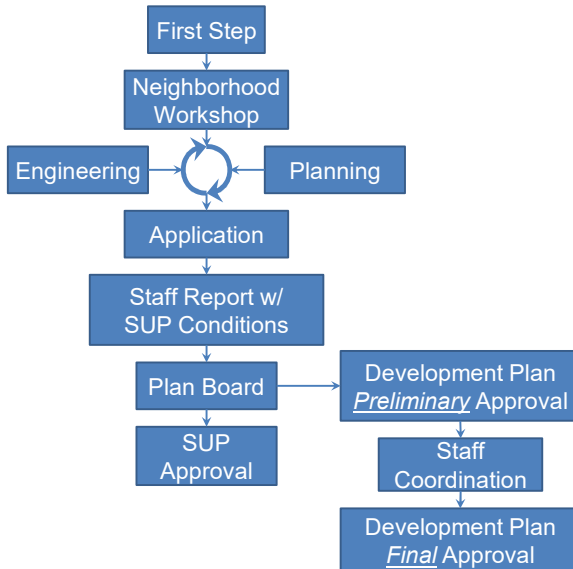 First Step
Neighborhood
Workshop
Engineering
Planning
Application
Staff Report w/
SUP Conditions
Plan Board
Development Plan
Preliminary Approval
SUP
Approval
Staff
Coordination
Development Plan
Final Approval